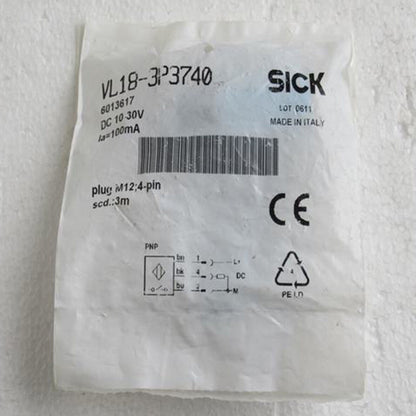 VL18-3P3740
SICK
6013617
LOT 0611
DC 10-30V
MADE IN ITALY
Ia=100mA
plug M12;4-pin
scd.:3m
CE
PNP
bn 1 L+
bk 4 DC
bu 3 M
4
PE LD